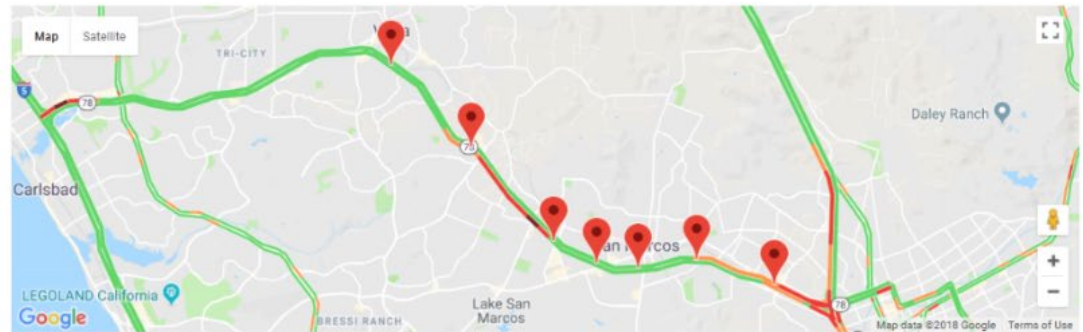 Map Satellite
TRI-CITY
5
78
Daley Ranch
78
Carlsbad
San Marcos
LEGOLAND California
Lake San
Marcos
78
BRESSI RANCH
Google
Map data ©2018 Google Terms of Use